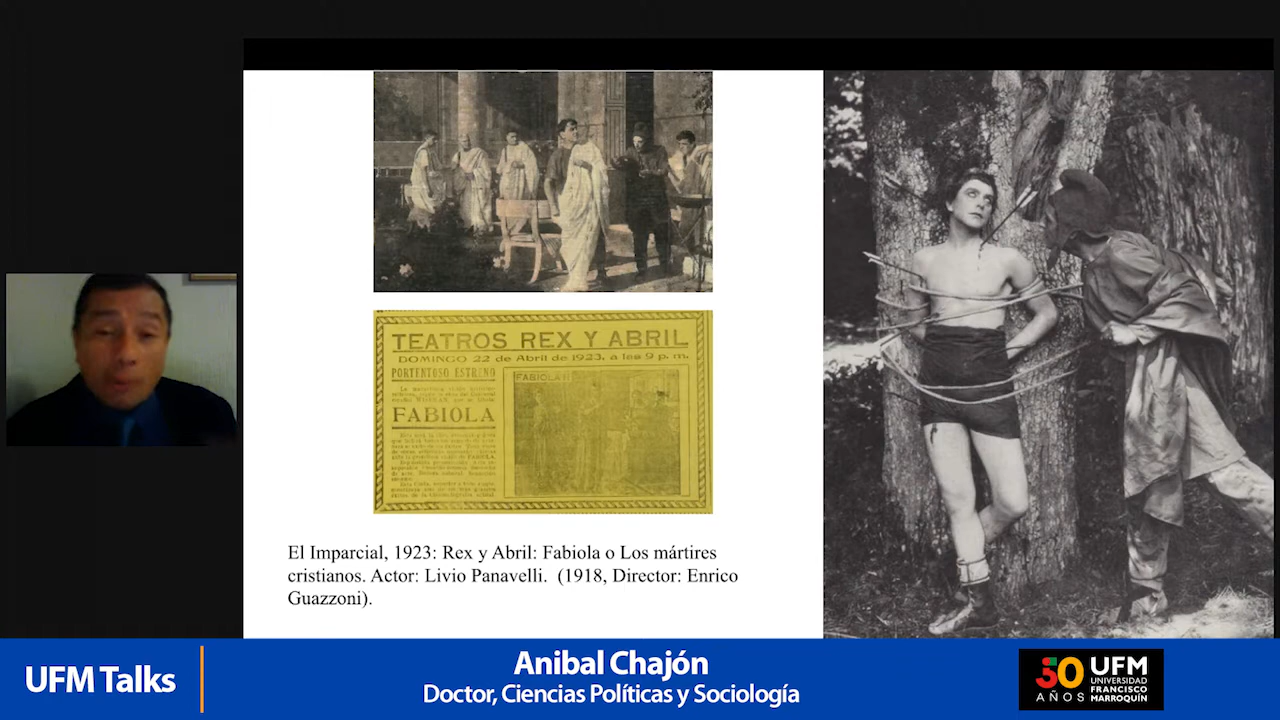 TEATROS REX Y ABRIL
DOMINGO 22 de Abril de 1923, a las 9 p. m.
PORTENTOSO ESTRENO
FABIOLA
FABIOLA
El Imparcial, 1923: Rex y Abril: Fabiola o Los mártires
cristianos. Actor: Livio Panavelli. (1918, Director: Enrico
Guazzoni).
UFM Talks
Anibal Chajón
Doctor, Ciencias Políticas y Sociología
50
AÑOS
UFM
UNIVERSIDAD
FRANCISCO
MARROQUÍN